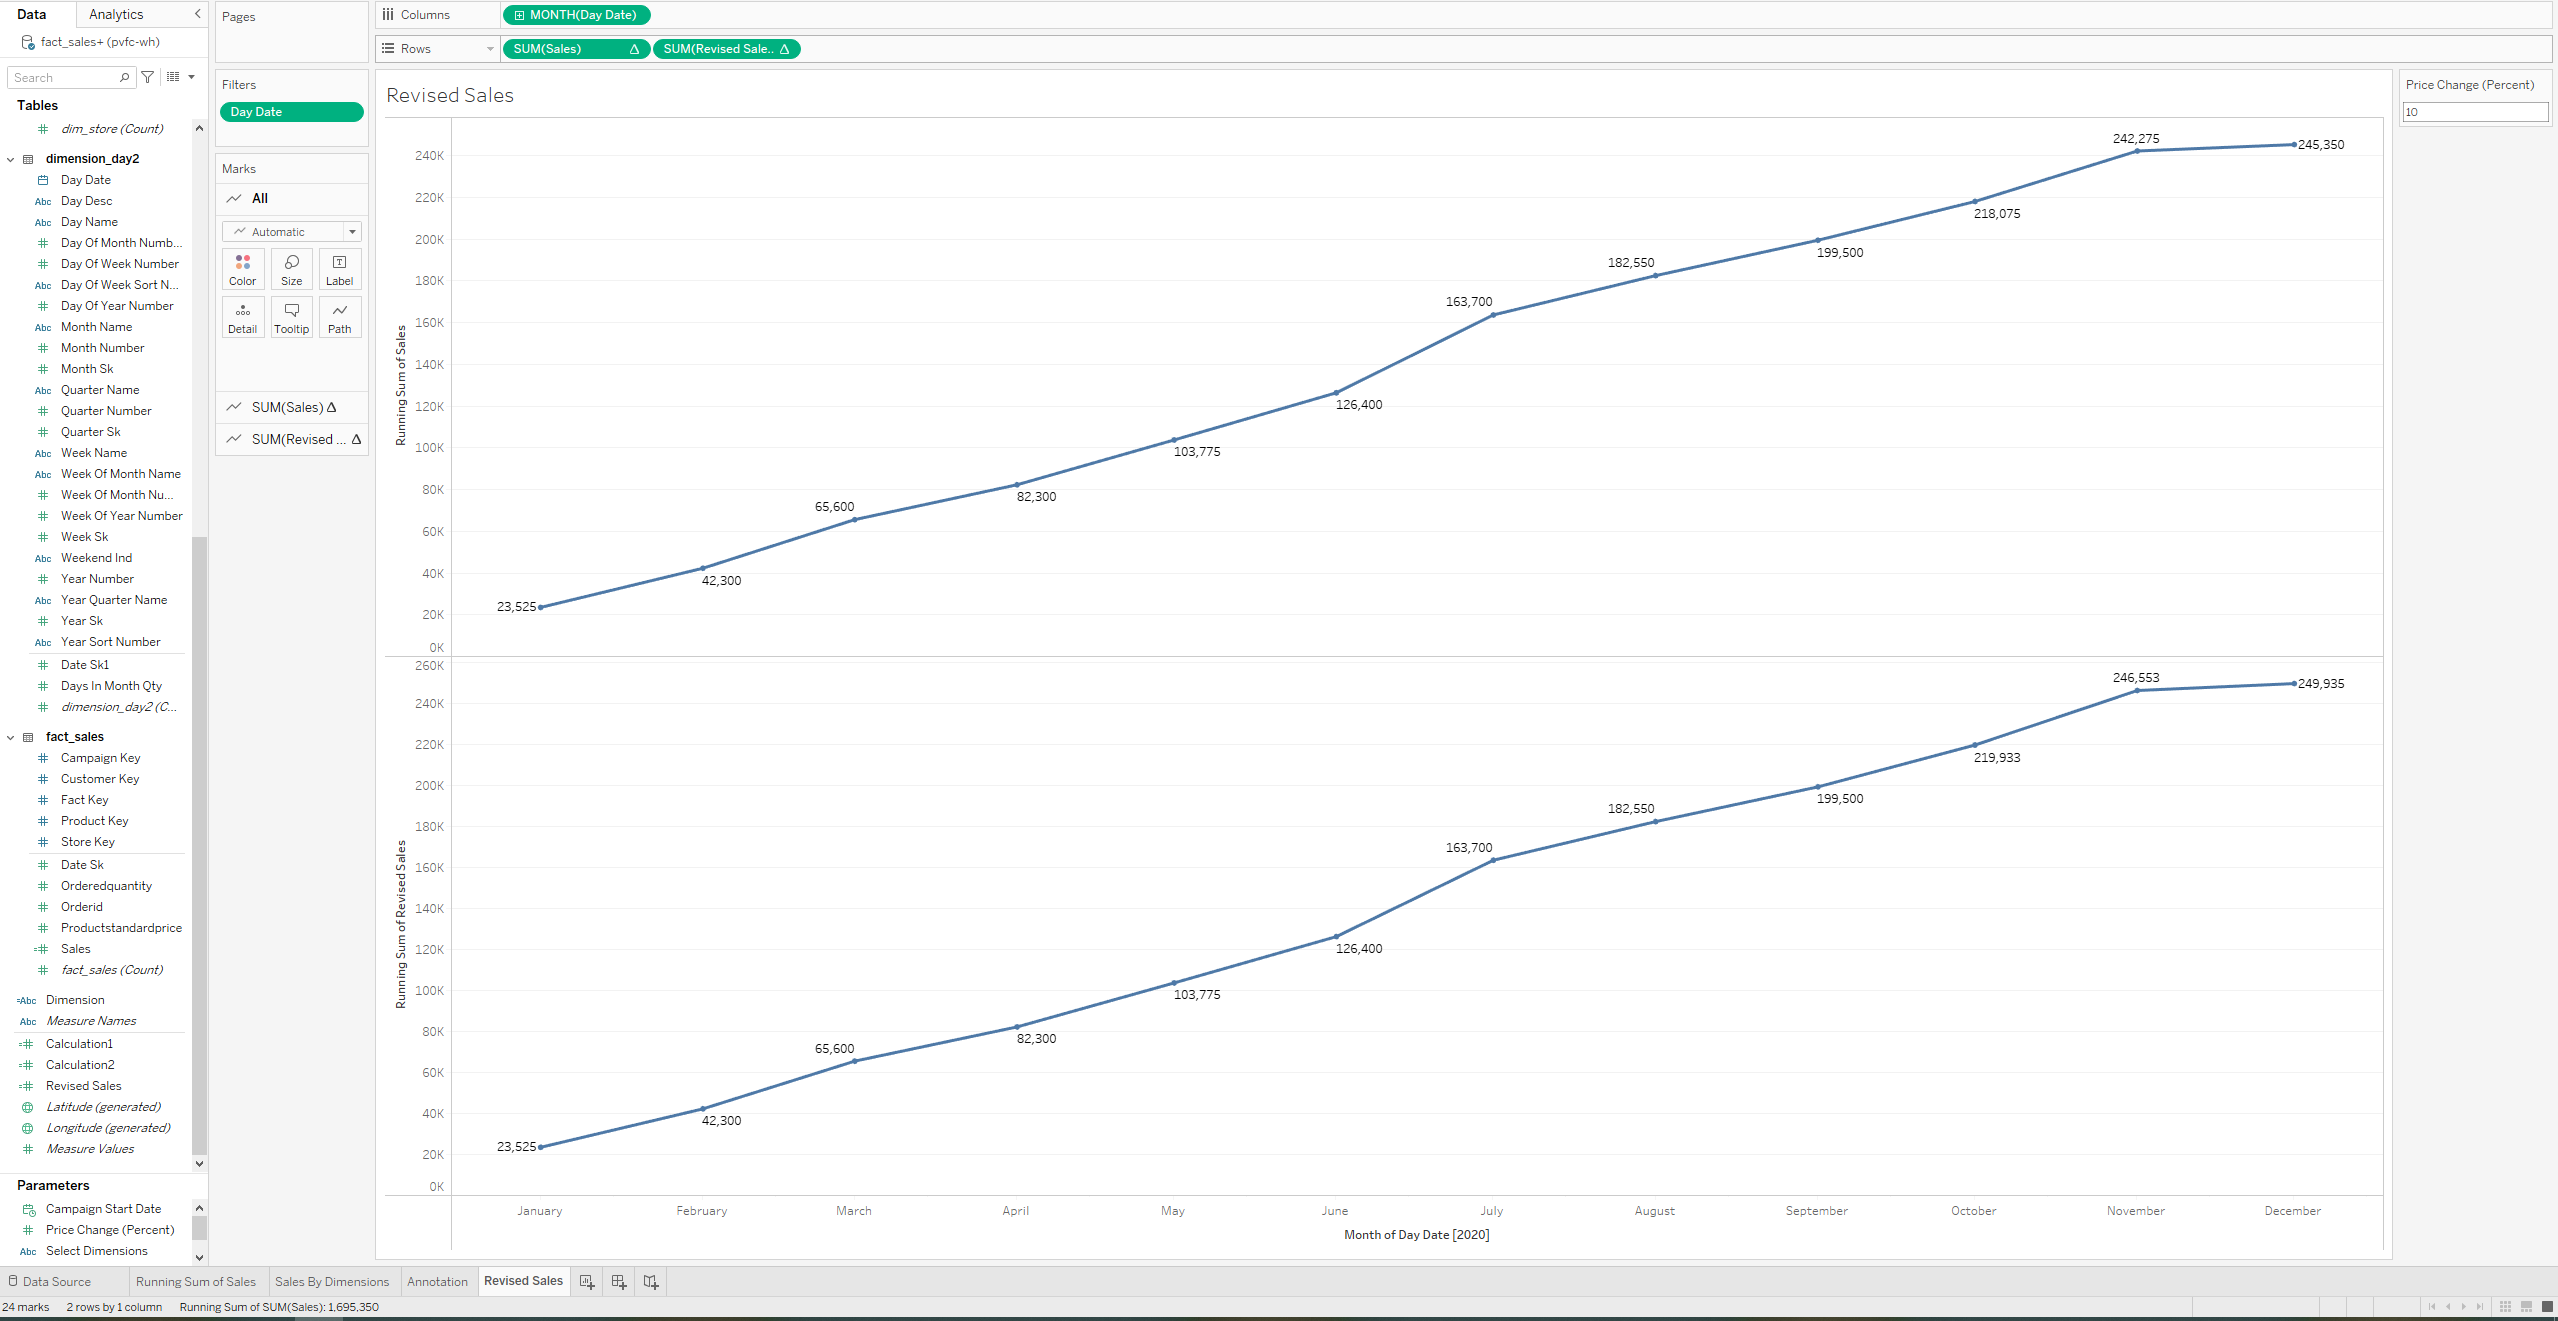 Data
Analytics
fact_sales+ (pvfc-wh)
Search
Tables
dim_store (Count)
dimension_day2
Day Date
Abc Day Desc
Abc Day Name
Day Of Month Numb...
Day Of Week Number
Abc Day Of Week Sort N...
Day Of Year Number
Abc Month Name
Month Number
Month Sk
Abc Quarter Name
Quarter Number
Quarter Sk
Abc Week Name
Abc Week Of Month Name
Week Of Month Nu...
Week Of Year Number
Week Sk
Abc Weekend Ind
Year Number
Abc Year Quarter Name
Year Sk
Abc Year Sort Number
Date Sk1
Days In Month Qty
dimension_day2 (C...
fact_sales
Campaign Key
Customer Key
Fact Key
Product Key
Store Key
Date Sk
Orderedquantity
Orderid
Productstandardprice
Sales
fact_sales (Count)
Abc Dimension
Abc Measure Names
Calculation1
Calculation2
Revised Sales
Latitude (generated)
Longitude (generated)
Measure Values
Parameters
Campaign Start Date
Price Change (Percent)
Abc Select Dimensions
Pages
Filters
Day Date
Marks
All
Automatic
Color Size Label
Detail Tooltip Path
SUM(Sales) Δ
SUM(Revised ... Δ
Columns
MONTH(Day Date)
Rows
SUM(Sales) Δ
SUM(Revised Sale.. Δ
Revised Sales
Running Sum of Sales
240K
220K
200K
180K
160K
140K
120K
100K
80K
60K
40K
20K
0K
23,525
42,300
65,600
82,300
103,775
126,400
163,700
182,550
199,500
218,075
242,275
245,350
Running Sum of Revised Sales
260K
240K
220K
200K
180K
160K
140K
120K
100K
80K
60K
40K
20K
0K
23,525
42,300
65,600
82,300
103,775
126,400
163,700
182,550
199,500
219,933
246,553
249,935
January February March April May June July August September October November December
Month of Day Date [2020]
Price Change (Percent)
10
Data Source
Running Sum of Sales
Sales By Dimensions
Annotation
Revised Sales
24 marks 2 rows by 1 column Running Sum of SUM(Sales): 1,695,350